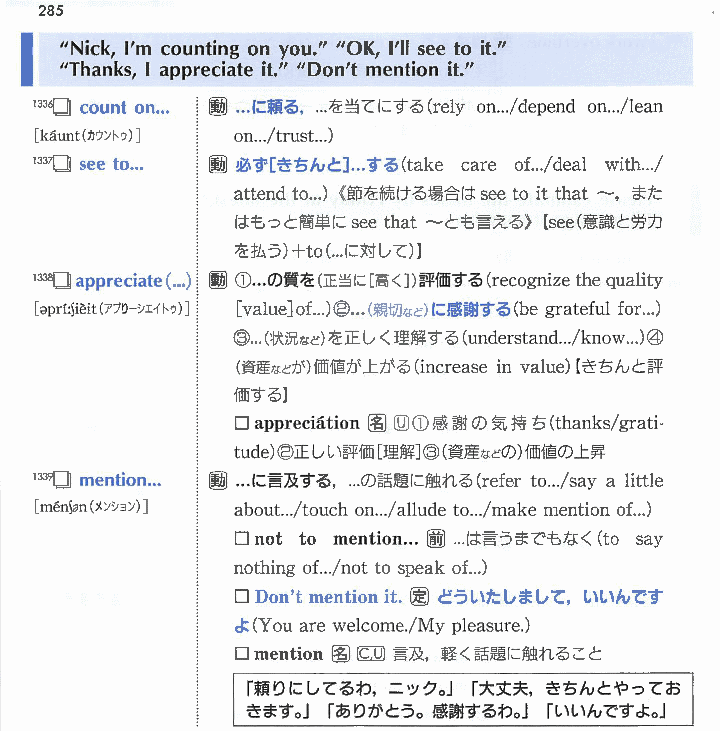 285
“Nick, I'm counting on you.” “OK, I'll see to it.”
“Thanks, I appreciate it.” “Don't mention it.”
1336 count on... 動 ...に頼る, ...を当てにする(rely on.../depend on.../lean
[káunt(カウントゥ)] on.../trust...)
1337 see to... 動 必ず[きちんと]...する(take care of.../deal with.../
attend to...) 《節を続ける場合は see to it that 〜, また
はもっと簡単に see that 〜とも言える》【see(意識と労力
を払う)+to(...に対して)】
1338 appreciate(...) 動 ①...の質を(正当に[高く])評価する(recognize the quality
[əprí:ʃièit(アプリーシエイトゥ)] [value]of...)②...(親切などに感謝する(be grateful for...)
③...(状況など)を正しく理解する(understand.../know...)④
(資産などが)価値が上がる(increase in value)【きちんと評
価する】
□ appreciátion 名 U①感謝の気持ち(thanks/grati-
tude)②正しい評価[理解]③(資産などの)価値の上昇
1339 mention... 動 ...に言及する, ...の話題に触れる(refer to.../say a little
[ménʃən(メンション)] about.../touch on.../allude to.../make mention of...)
□ not to mention... 前 ...は言うまでもなく(to say
nothing of.../not to speak of...)
□ Don't mention it. 定 どういたしまして, いいんです
よ(You are welcome./My pleasure.)
□ mention 名 C,U 言及, 軽く話題に触れること
「頼りにしてるわ, ニック。」「大丈夫, きちんとやってお
きます。」「ありがとう。感謝するわ。」「いいんですよ。」